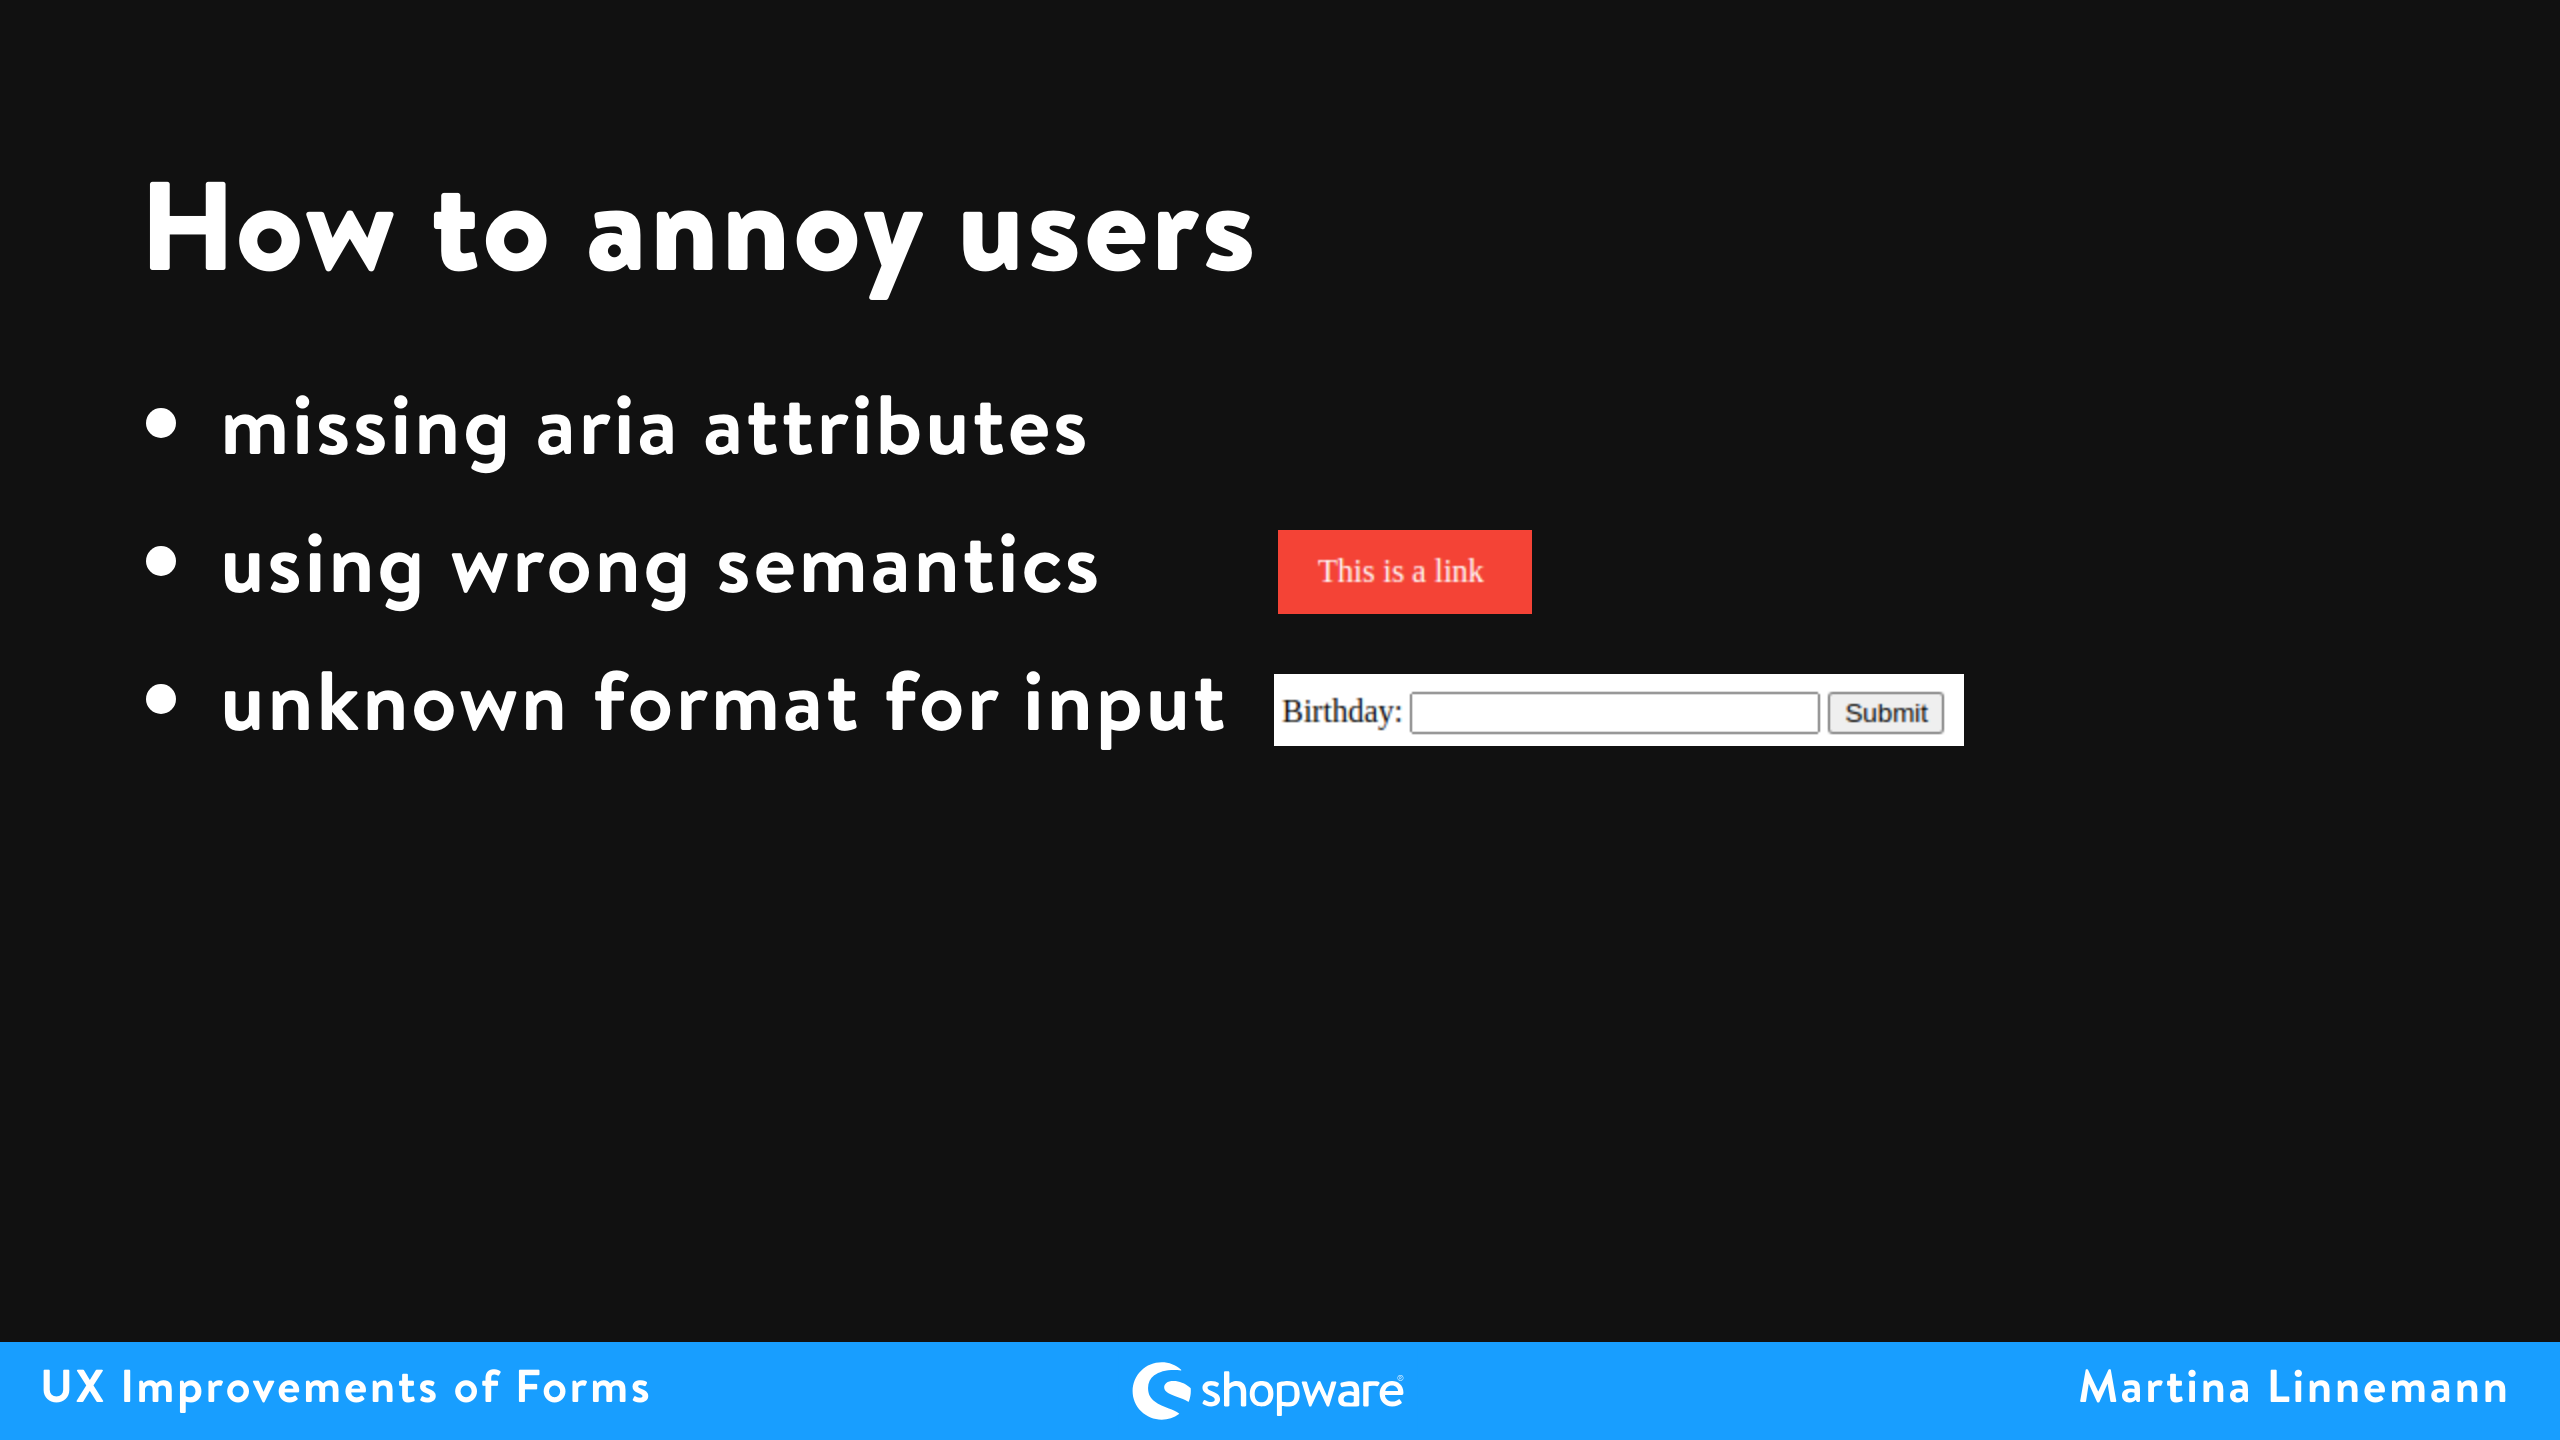 How to annoy users
• missing aria attributes
• using wrong semantics
This is a link
• unknown format for input
Birthday: Submit
UX Improvements of Forms
shopware®
Martina Linnemann